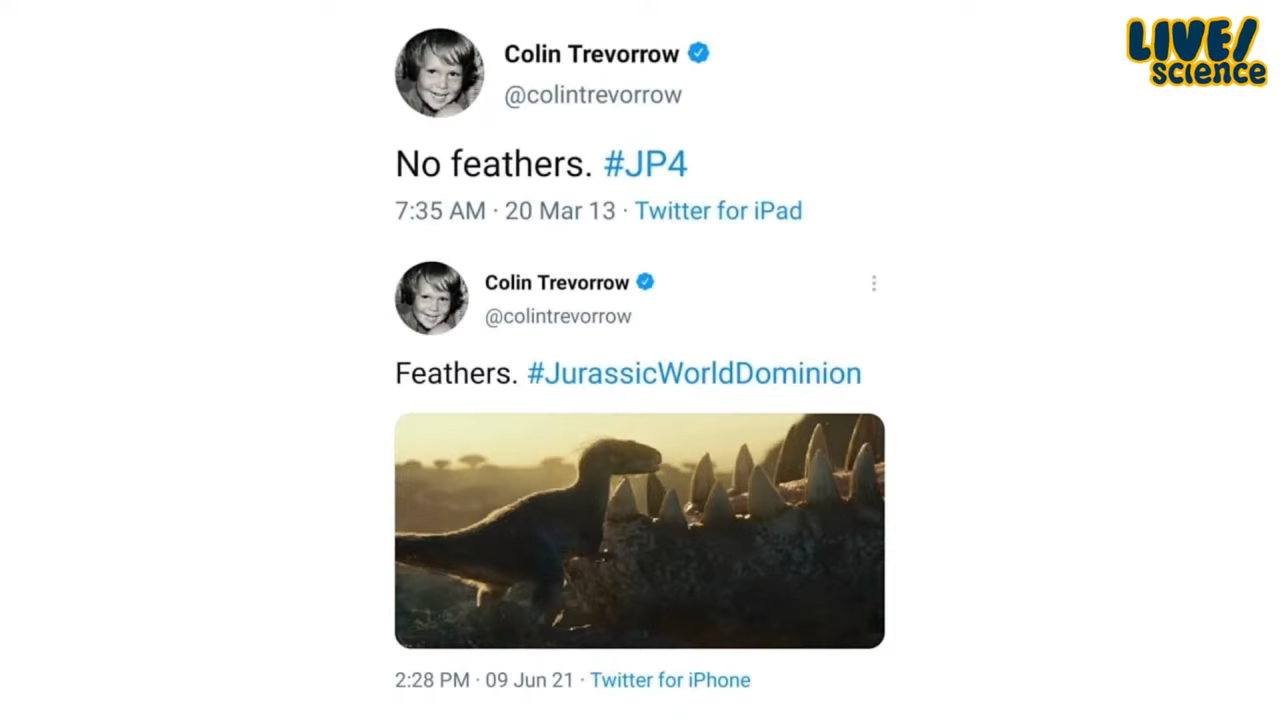 LIVE/
science
Colin Trevorrow
@colintrevorrow
No feathers. #JP4
7:35 AM · 20 Mar 13 · Twitter for iPad
Colin Trevorrow
@colintrevorrow
Feathers. #JurassicWorldDominion
2:28 PM · 09 Jun 21 · Twitter for iPhone